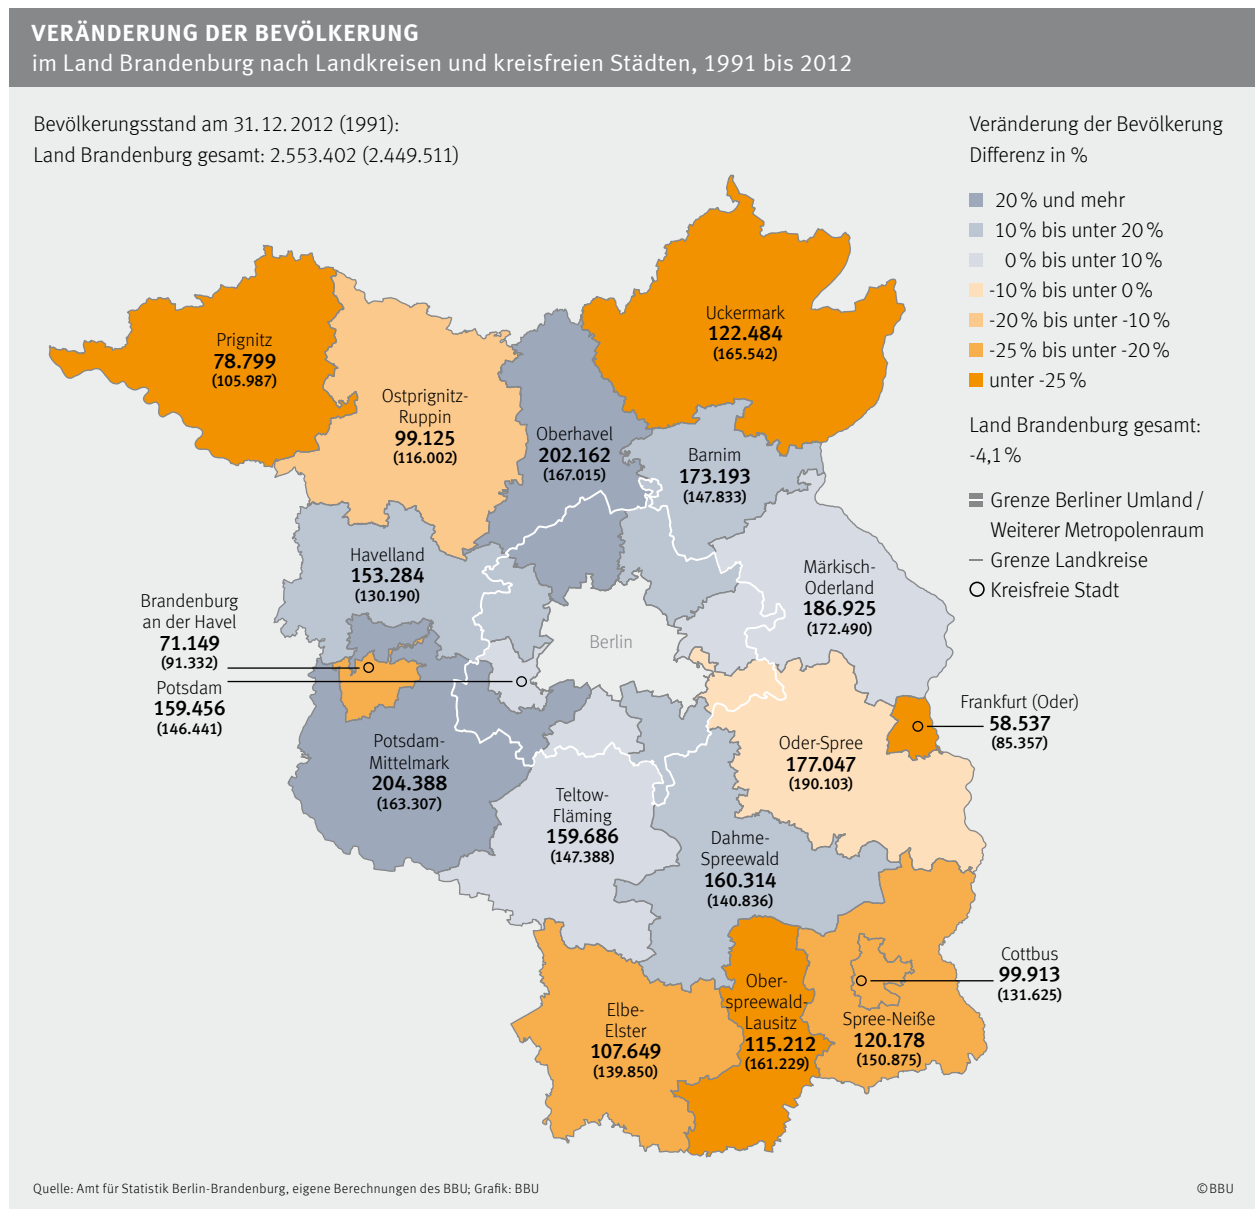 VERÄNDERUNG DER BEVÖLKERUNG
im Land Brandenburg nach Landkreisen und kreisfreien Städten, 1991 bis 2012
Bevölkerungsstand am 31.12.2012 (1991):
Land Brandenburg gesamt: 2.553.402 (2.449.511)
Veränderung der Bevölkerung
Differenz in %
20 % und mehr
10 % bis unter 20 %
0 % bis unter 10 %
-10 % bis unter 0 %
-20 % bis unter -10 %
-25 % bis unter -20 %
unter -25 %
Land Brandenburg gesamt:
-4,1 %
Grenze Berliner Umland /
Weiterer Metropolenraum
Grenze Landkreise
Kreisfreie Stadt
Prignitz
78.799
(105.987)
Ostprignitz-
Ruppin
99.125
(116.002)
Uckermark
122.484
(165.542)
Oberhavel
202.162
(167.015)
Barnim
173.193
(147.833)
Havelland
153.284
(130.190)
Märkisch-
Oderland
186.925
(172.490)
Berlin
Brandenburg
an der Havel
71.149
(91.332)
Potsdam
159.456
(146.441)
Potsdam-
Mittelmark
204.388
(163.307)
Frankfurt (Oder)
58.537
(85.357)
Oder-Spree
177.047
(190.103)
Teltow-
Fläming
159.686
(147.388)
Dahme-
Spreewald
160.314
(140.836)
Cottbus
99.913
(131.625)
Ober-
spreewald-
Lausitz
115.212
(161.229)
Elbe-
Elster
107.649
(139.850)
Spree-Neiße
120.178
(150.875)
Quelle: Amt für Statistik Berlin-Brandenburg, eigene Berechnungen des BBU; Grafik: BBU
©BBU